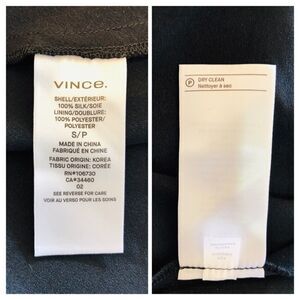 VINCE.
SHELL/EXTÉRIEUR:
100% SILK/SOIE
LINING/DOUBLURE:
100% POLYESTER/
POLYESTER
S/P
MADE IN CHINA
FABRIQUÉ EN CHINE
FABRIC ORIGIN: KOREA
TISSU ORIGINE: CORÉE
RN#106730
CA#34460
02
SEE REVERSE FOR CARE
VOIR AU VERSO POUR LES SOINS
P
DRY CLEAN
Nettoyer à sec